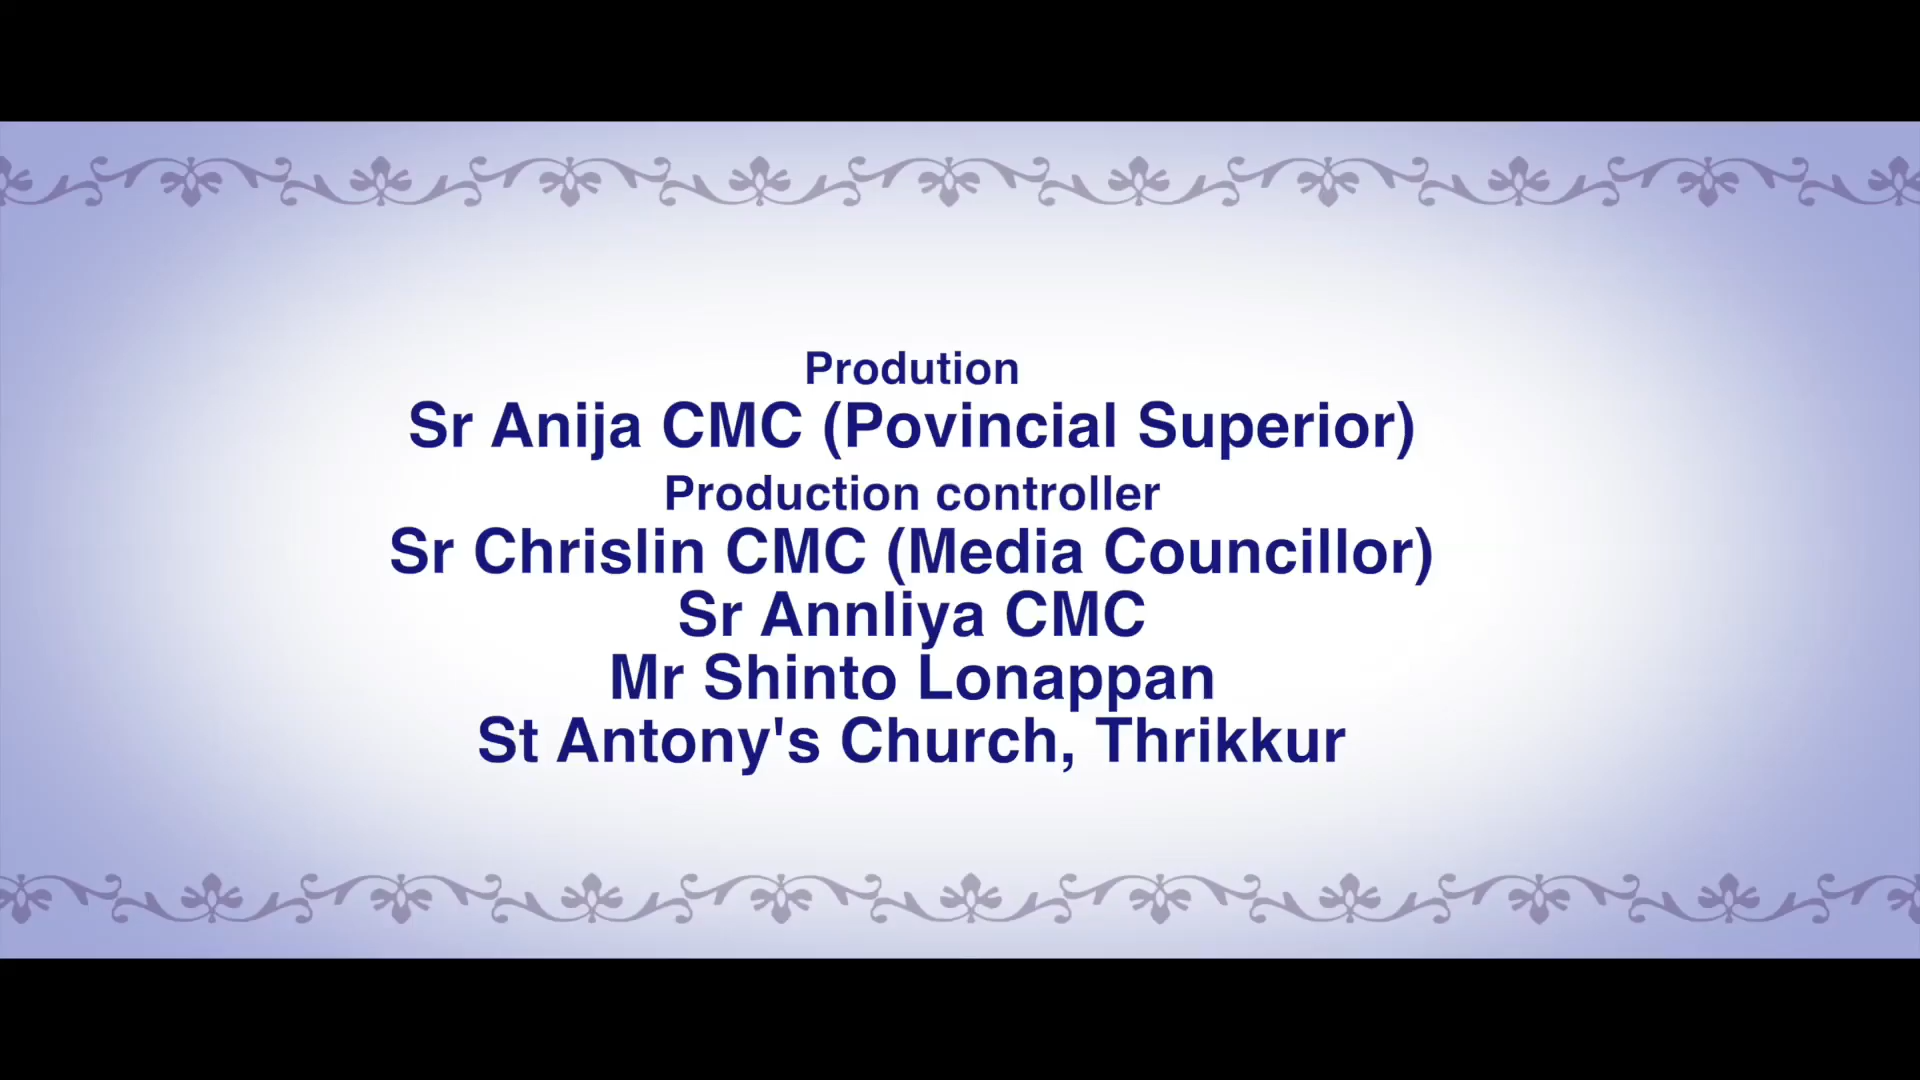 Prodution
Sr Anija CMC (Povincial Superior)
Production controller
Sr Chrislin CMC (Media Councillor)
Sr Annliya CMC
Mr Shinto Lonappan
St Antony's Church, Thrikkur